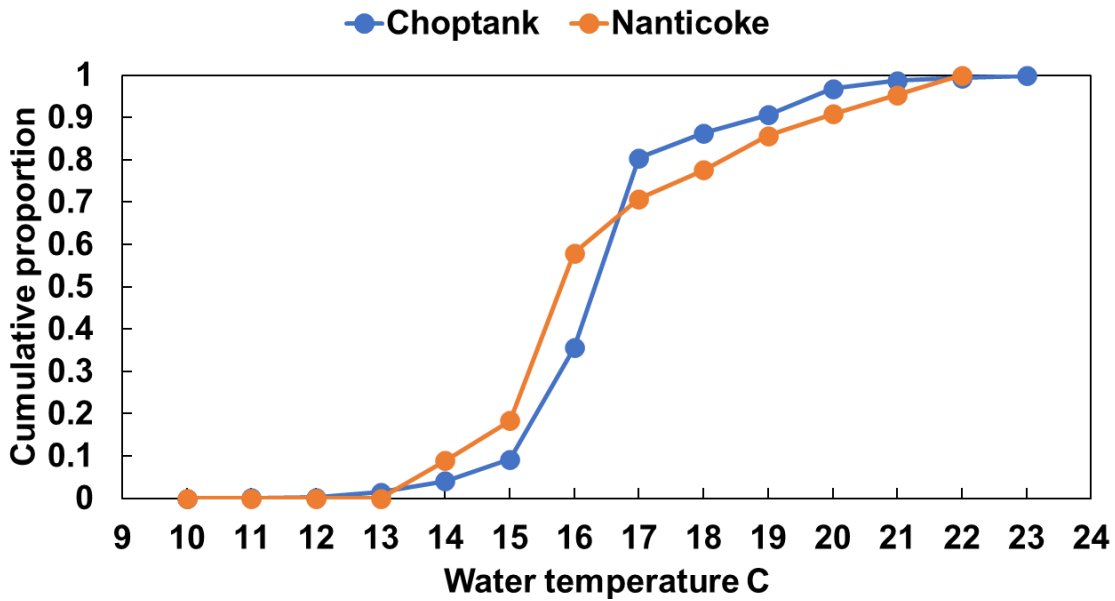 Choptank Nanticoke
1
0.9
0.8
0.7
0.6
0.5
0.4
0.3
0.2
0.1
0
Cumulative proportion
9 10 11 12 13 14 15 16 17 18 19 20 21 22 23 24
Water temperature C